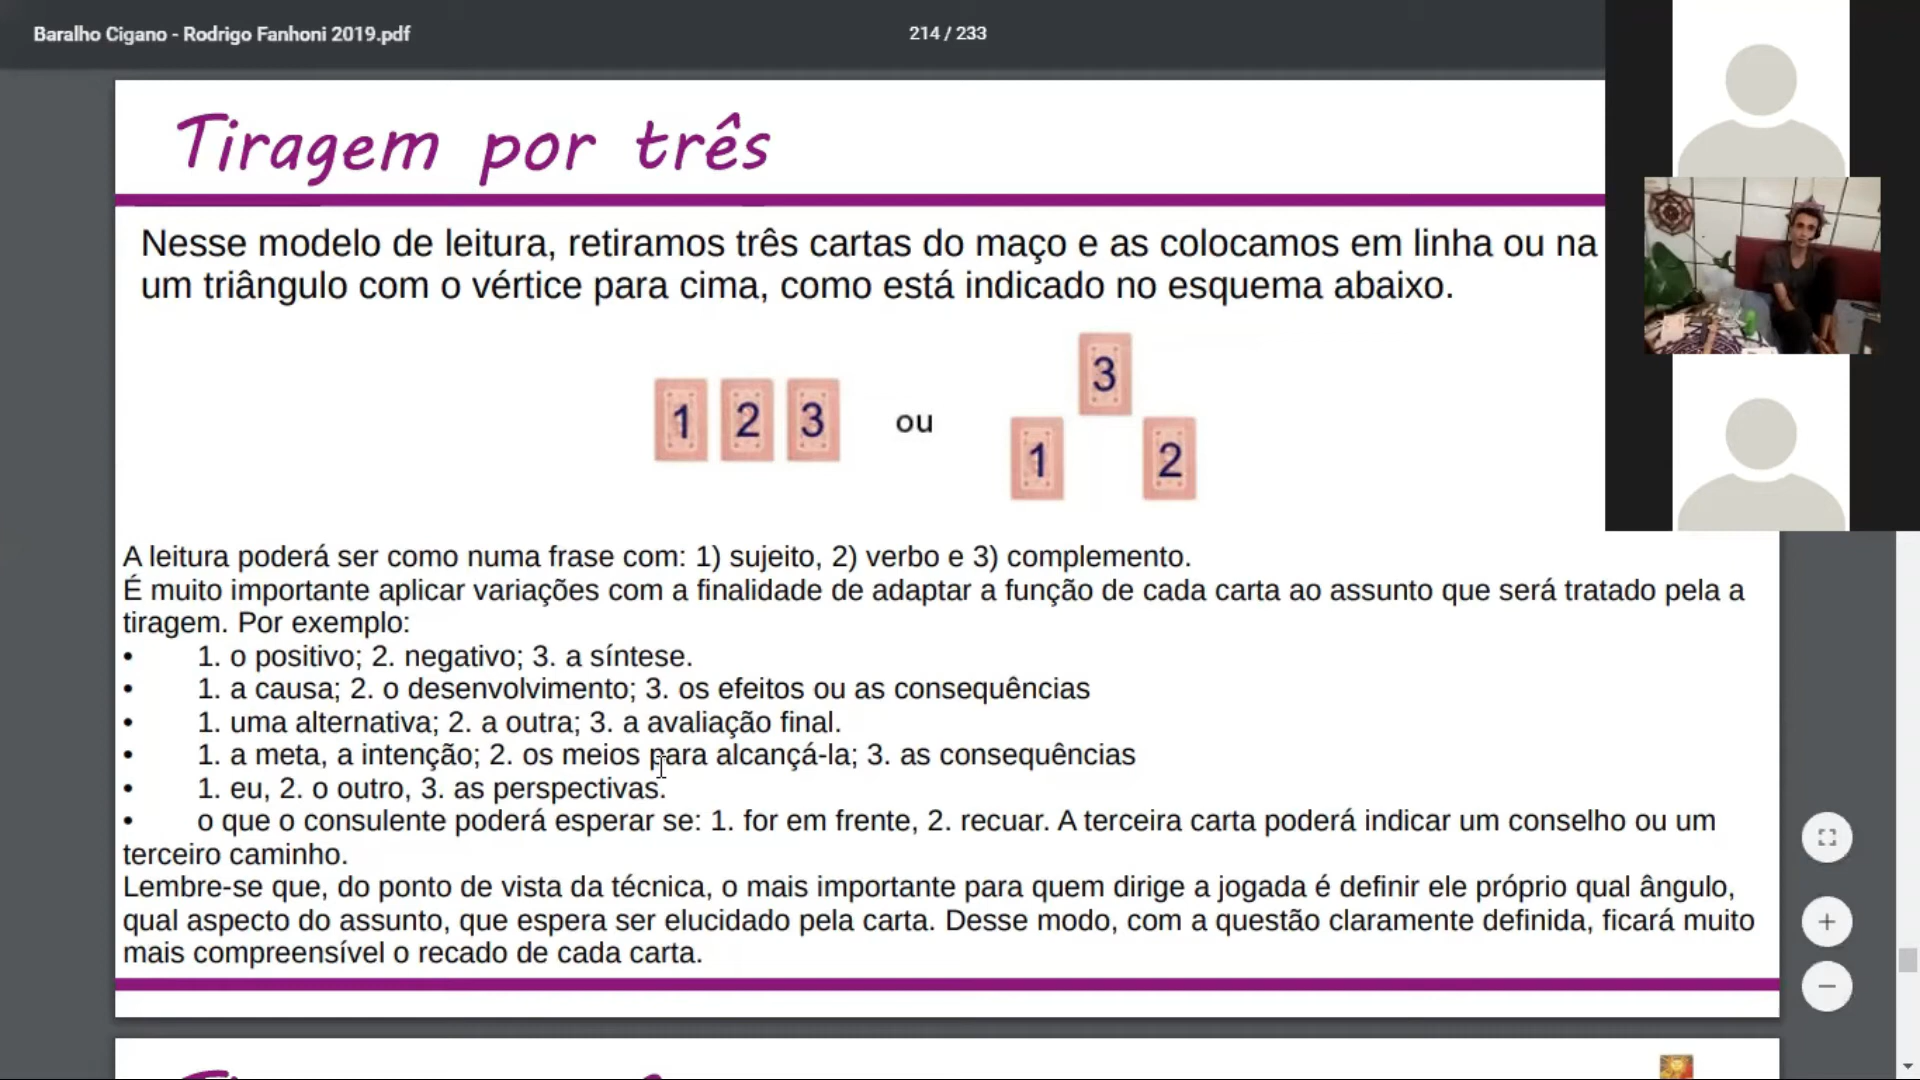 Baralho Cigano - Rodrigo Fanhoni 2019.pdf
214 / 233
Tiragem por três
Nesse modelo de leitura, retiramos três cartas do maço e as colocamos em linha ou na
um triângulo com o vértice para cima, como está indicado no esquema abaixo.
1 2 3 ou 1 3 2
A leitura poderá ser como numa frase com: 1) sujeito, 2) verbo e 3) complemento.
É muito importante aplicar variações com a finalidade de adaptar a função de cada carta ao assunto que será tratado pela a
tiragem. Por exemplo:
• 1. o positivo; 2. negativo; 3. a síntese.
• 1. a causa; 2. o desenvolvimento; 3. os efeitos ou as consequências
• 1. uma alternativa; 2. a outra; 3. a avaliação final.
• 1. a meta, a intenção; 2. os meios para alcançá-la; 3. as consequências
• 1. eu, 2. o outro, 3. as perspectivas.
• o que o consulente poderá esperar se: 1. for em frente, 2. recuar. A terceira carta poderá indicar um conselho ou um
terceiro caminho.
Lembre-se que, do ponto de vista da técnica, o mais importante para quem dirige a jogada é definir ele próprio qual ângulo,
qual aspecto do assunto, que espera ser elucidado pela carta. Desse modo, com a questão claramente definida, ficará muito
mais compreensível o recado de cada carta.